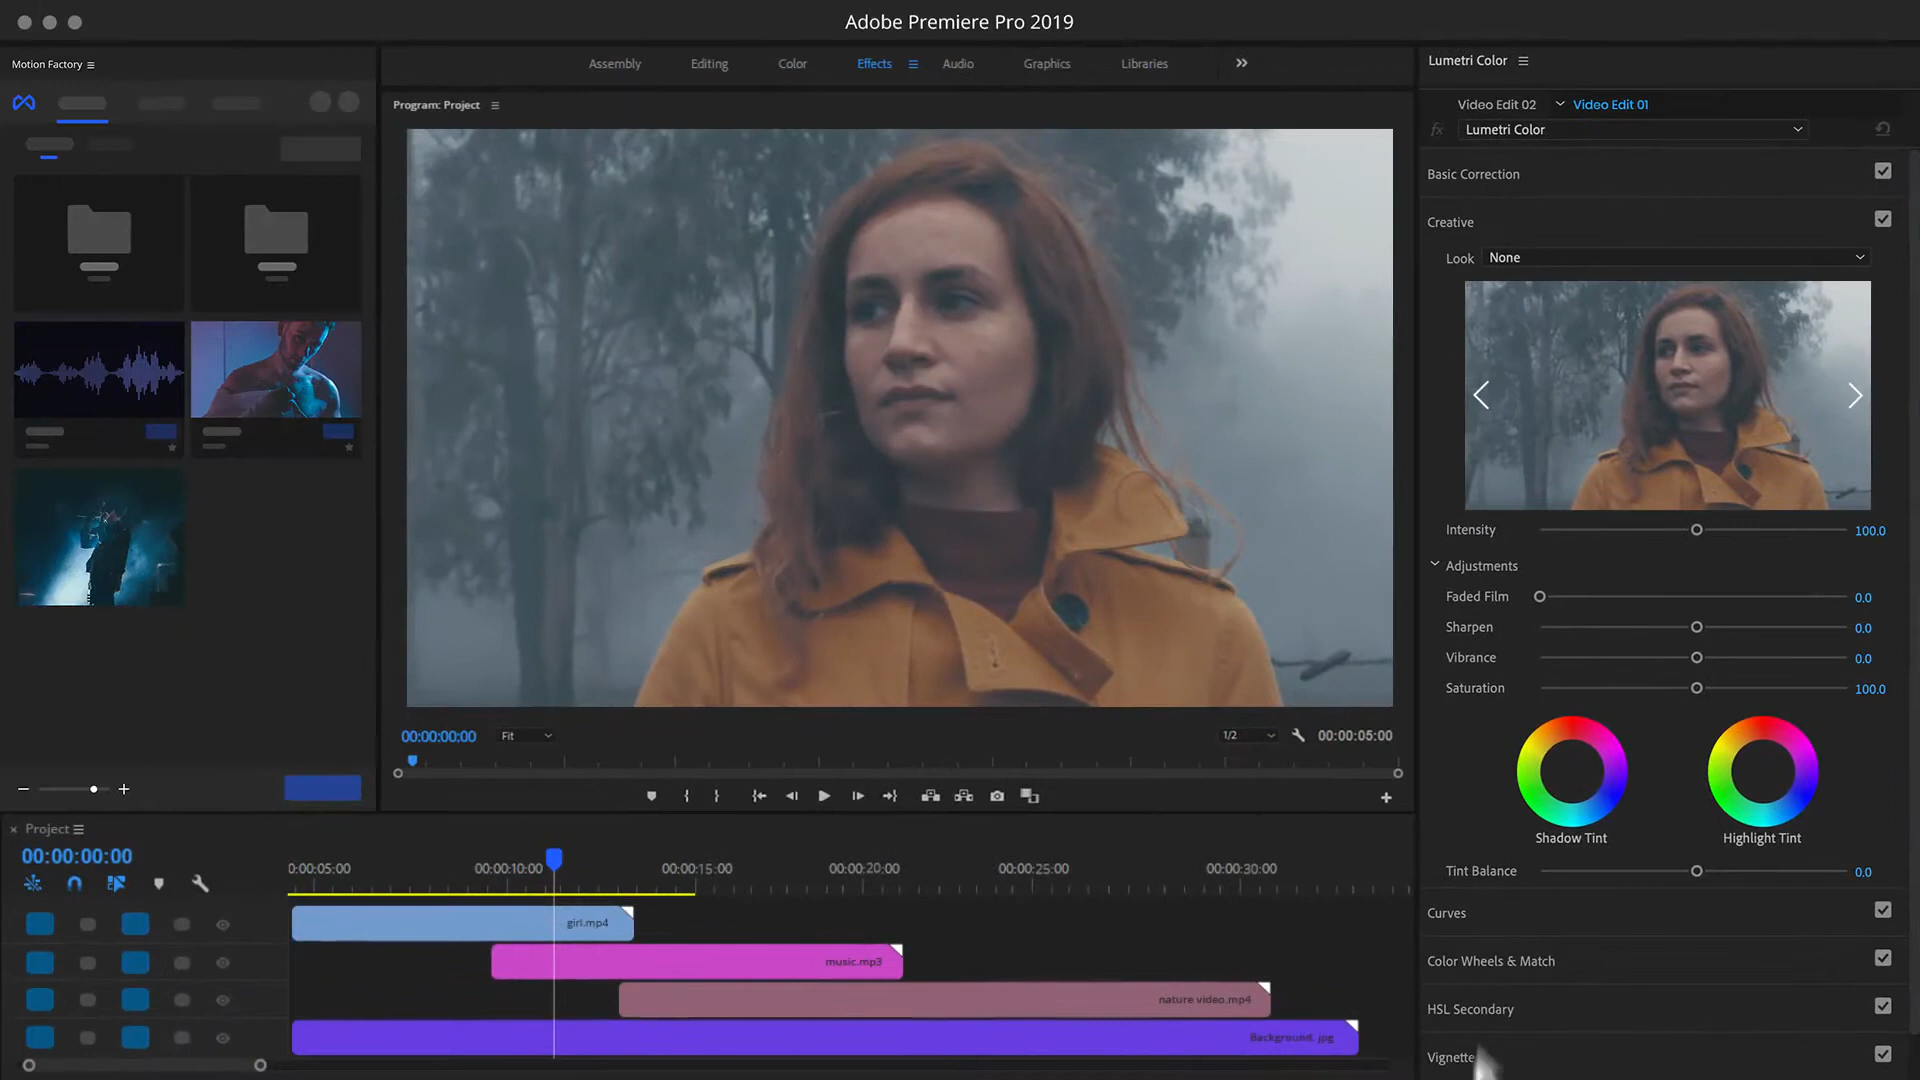 Adobe Premiere Pro 2019
Motion Factory
Assembly
Editing
Color
Effects
Audio
Graphics
Libraries
Program: Project
00:00:00:00
Fit
1/2
00:00:05:00
Lumetri Color
Video Edit 02
Video Edit 01
fx
Lumetri Color
Basic Correction
Creative
Look
None
Intensity
100.0
Adjustments
Faded Film
0.0
Sharpen
0.0
Vibrance
0.0
Saturation
100.0
Shadow Tint
Highlight Tint
Tint Balance
0.0
Curves
Color Wheels & Match
HSL Secondary
Vignette
Project
00:00:00:00
0:00:05:00
00:00:10:00
00:00:15:00
00:00:20:00
00:00:25:00
00:00:30:00
girl.mp4
music.mp3
nature video.mp4
Background. jpg